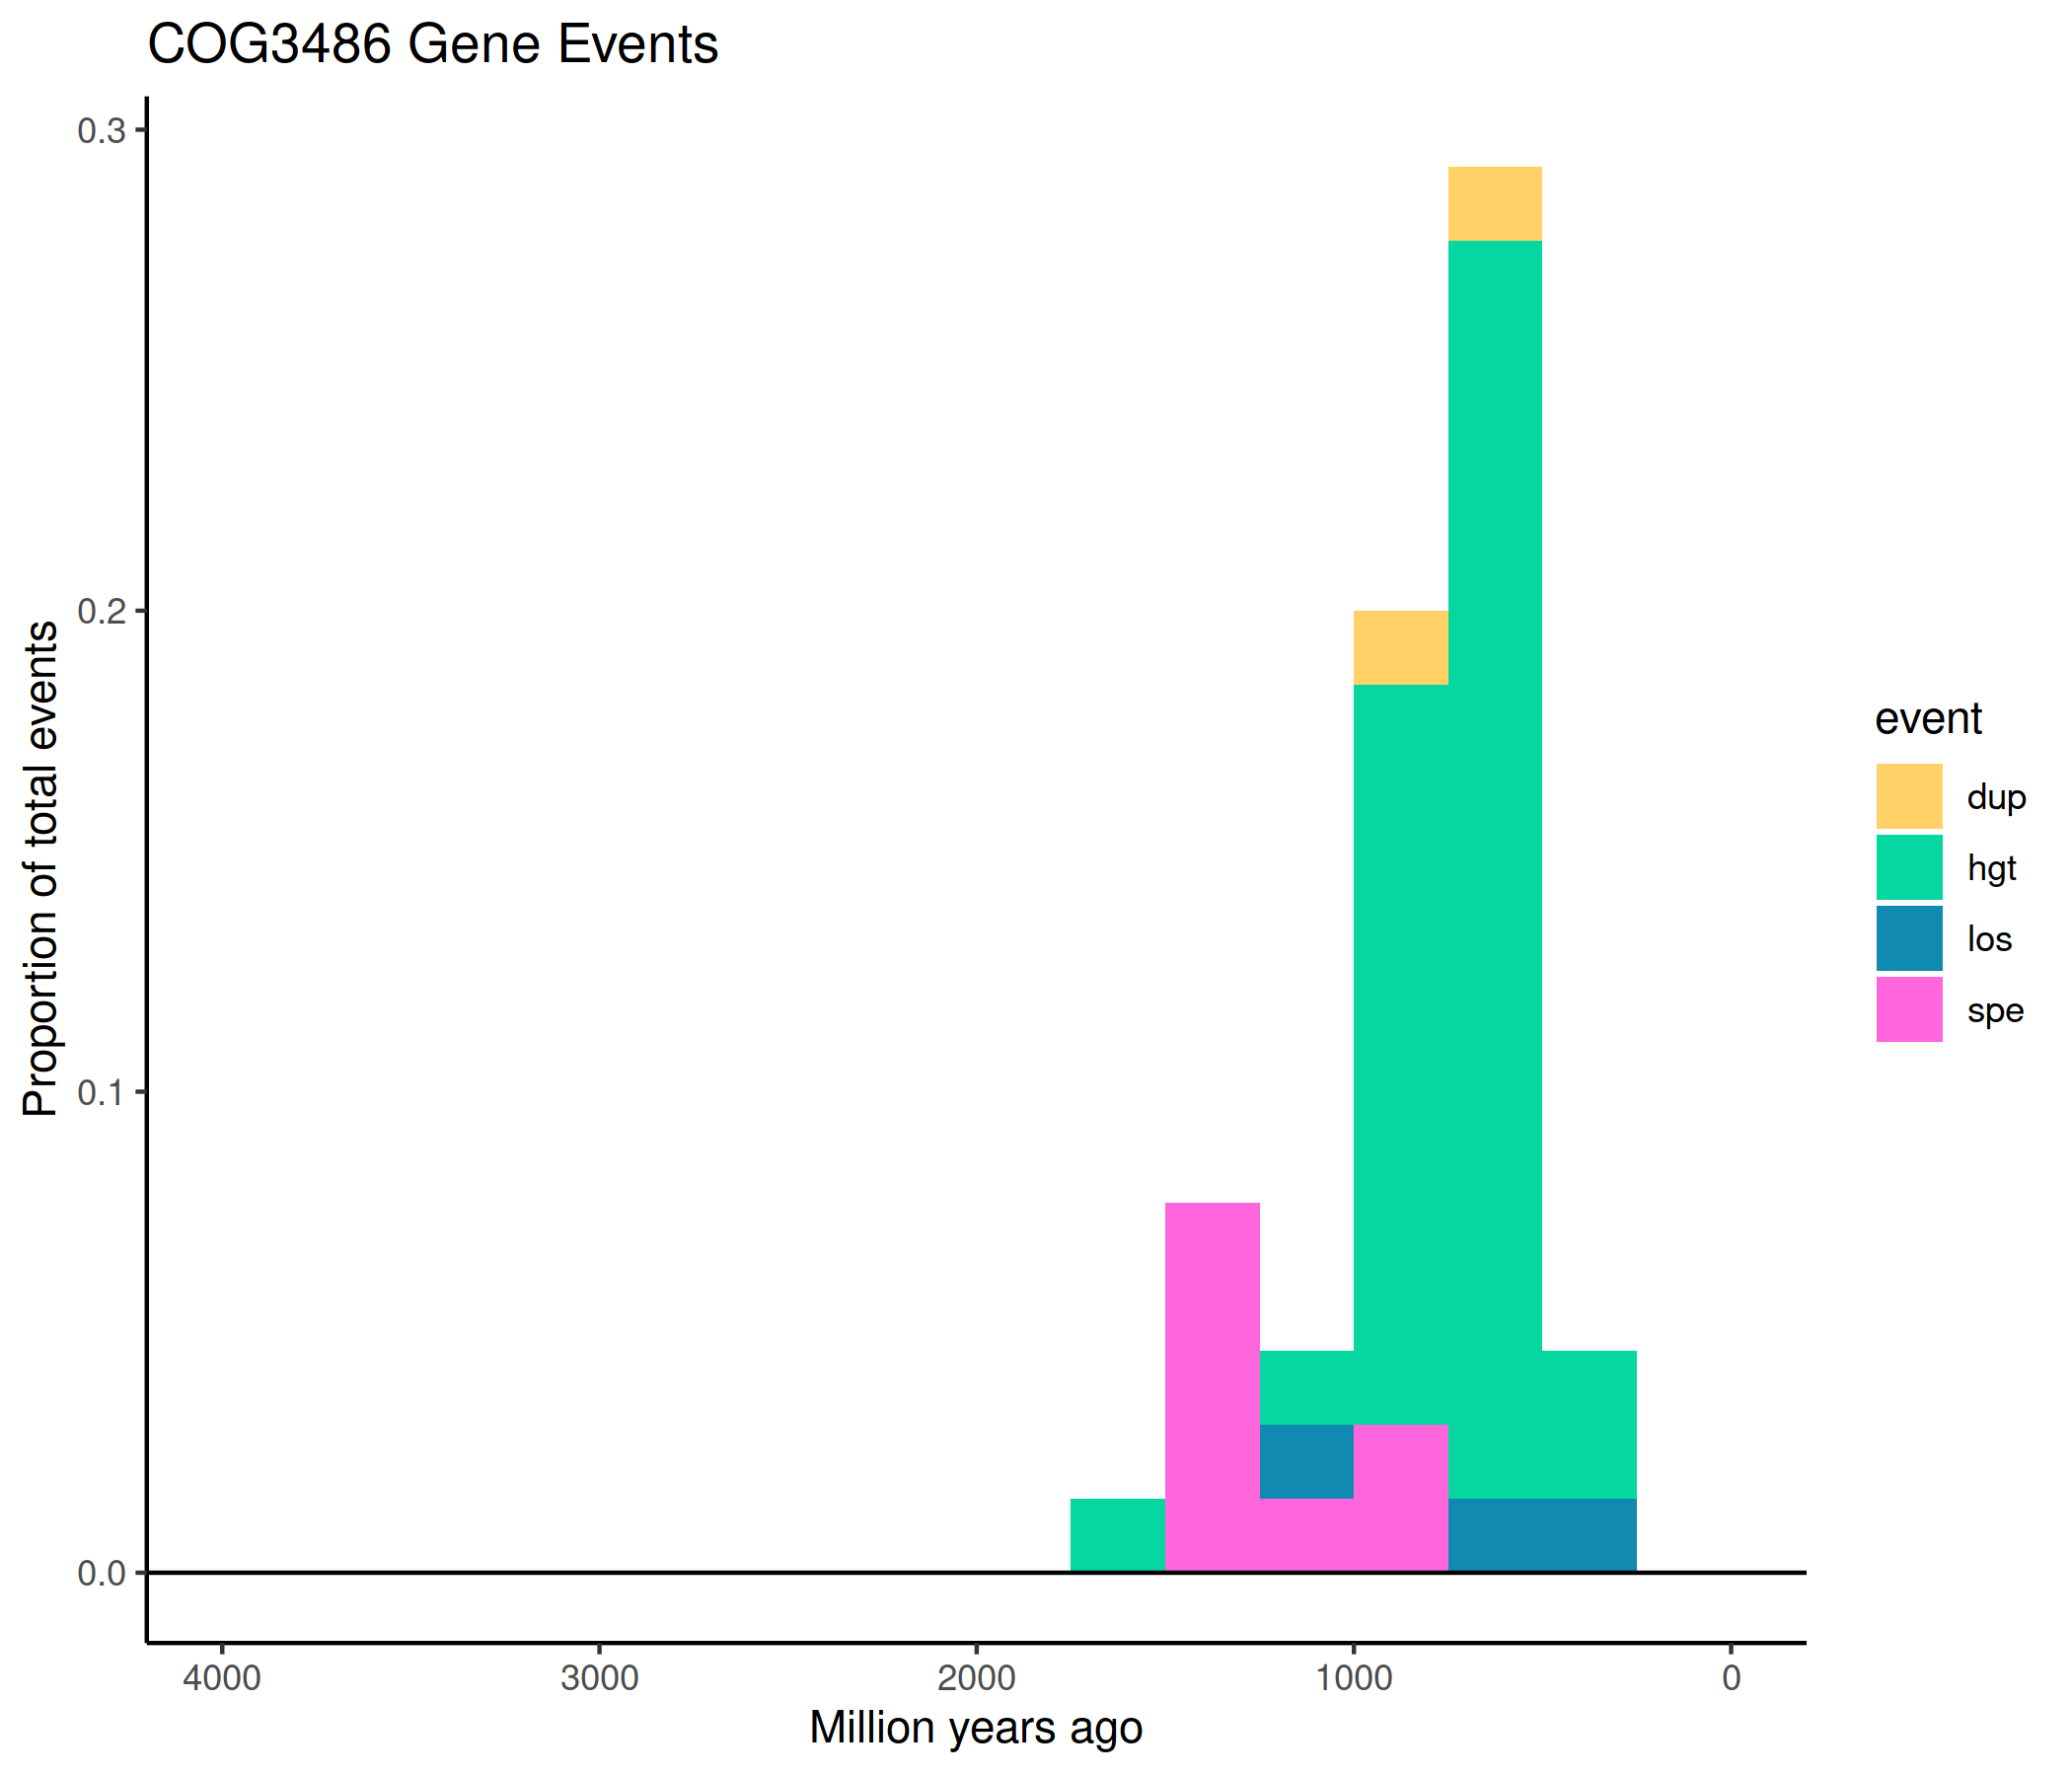 COG3486 Gene Events
0.3
0.2
0.1
0.0
Proportion of total events
4000 3000 2000 1000 0
Million years ago
event
dup
hgt
los
spe